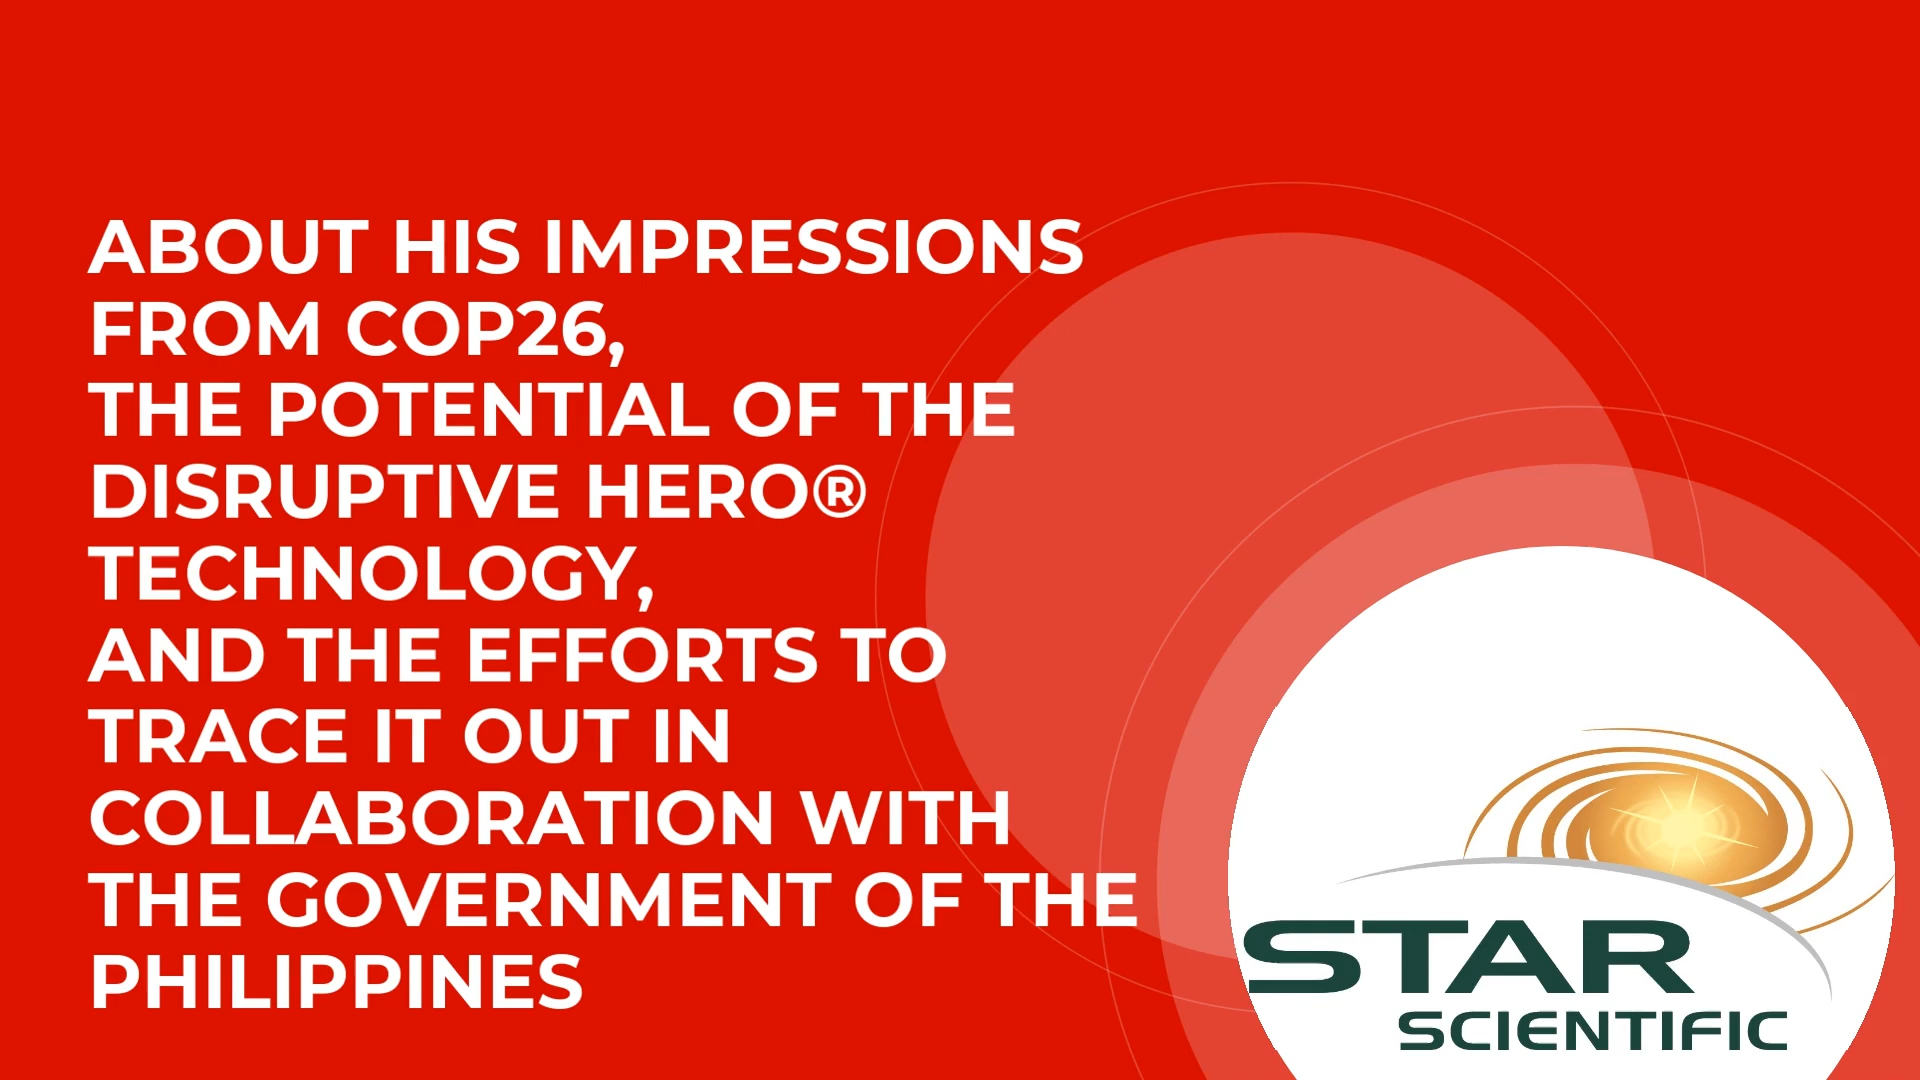 ABOUT HIS IMPRESSIONS
FROM COP26,
THE POTENTIAL OF THE
DISRUPTIVE HERO®
TECHNOLOGY,
AND THE EFFORTS TO
TRACE IT OUT IN
COLLABORATION WITH
THE GOVERNMENT OF THE
PHILIPPINES
STAR
SCIENTIFIC